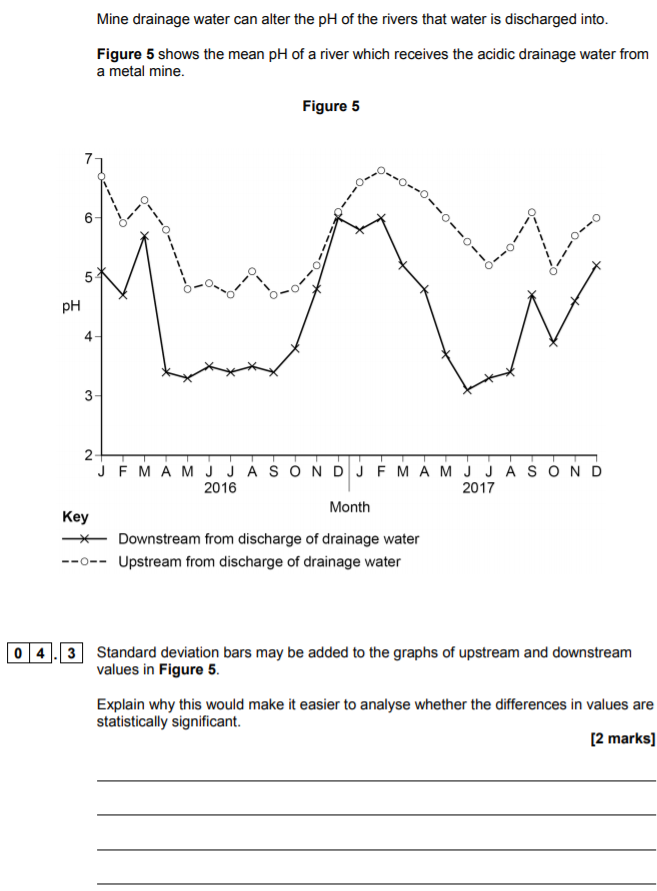 Mine drainage water can alter the pH of the rivers that water is discharged into.
Figure 5 shows the mean pH of a river which receives the acidic drainage water from
a metal mine.
Figure 5
7
6
5
pH
4
3
2
J F M A M J J A S O N D J F M A M J J A S O N D
2016 2017
Month
Key
Downstream from discharge of drainage water
Upstream from discharge of drainage water
0 4 . 3 Standard deviation bars may be added to the graphs of upstream and downstream
values in Figure 5.
Explain why this would make it easier to analyse whether the differences in values are
statistically significant.
[2 marks]